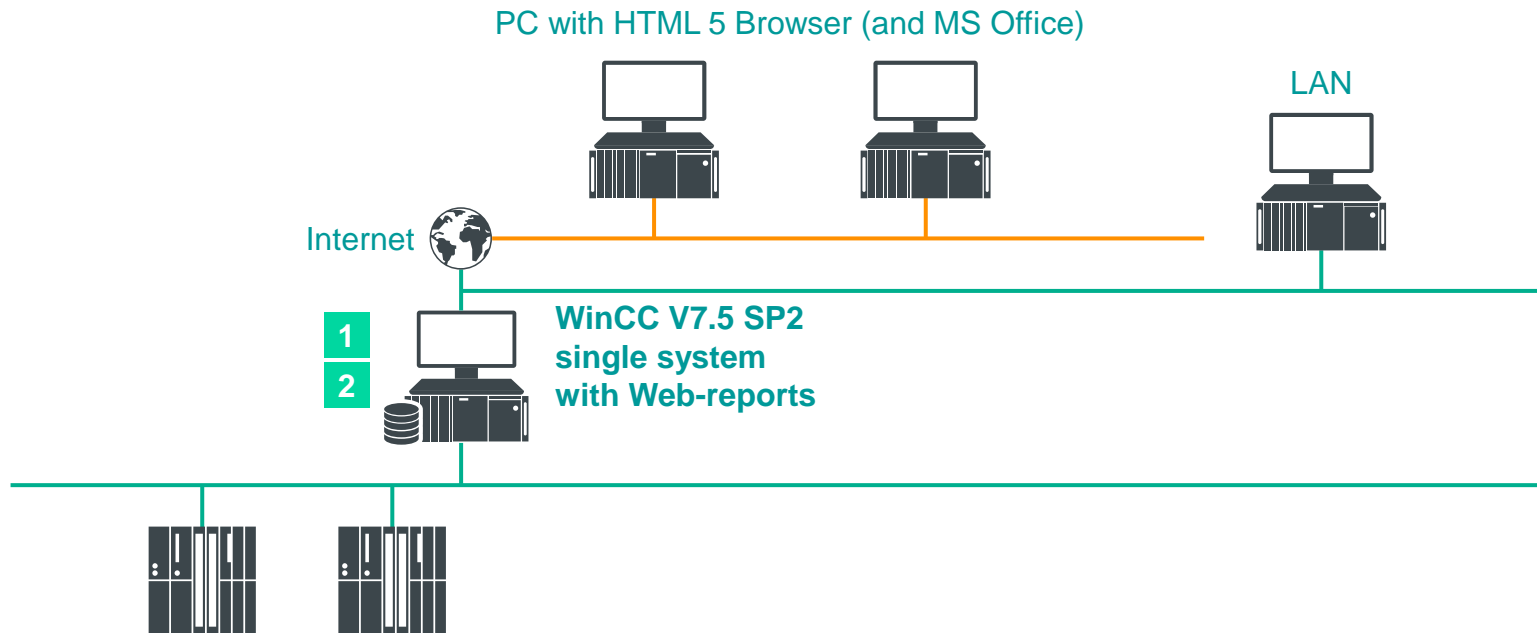 PC with HTML 5 Browser (and MS Office)
LAN
Internet
1
2
WinCC V7.5 SP2
single system
with Web-reports